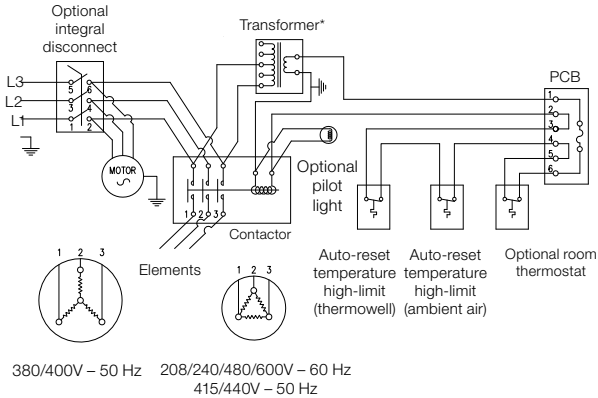 Optional
integral
disconnect
Transformer*
PCB
L3
L2
L1
5 6
3 4
1 2
MOTOR
1
2
3
4
5
6
Optional
pilot
light
1 2 3
Contactor
Elements
Auto-reset
temperature
high-limit
(thermowell)
Auto-reset
temperature
high-limit
(ambient air)
Optional room
thermostat
1 2 3
1 2 3
380/400V – 50 Hz
208/240/480/600V – 60 Hz
415/440V – 50 Hz